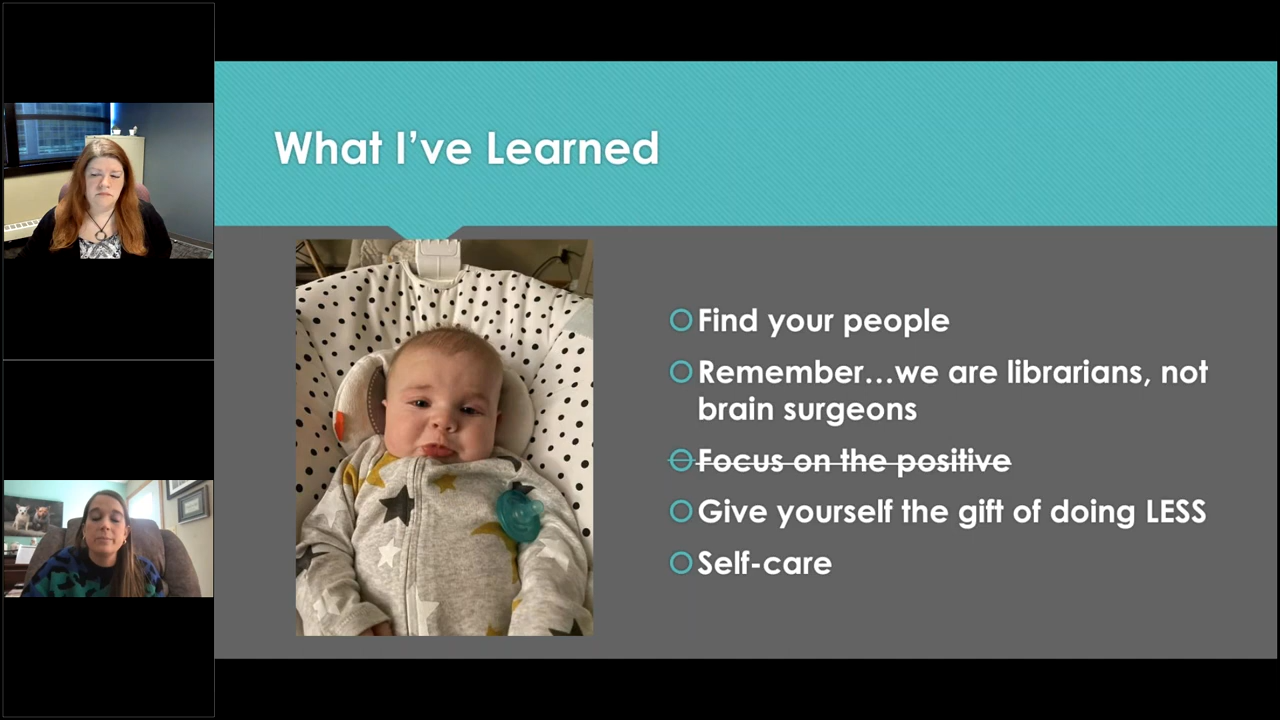 What I've Learned
Find your people
Remember...we are librarians, not
brain surgeons
Focus on the positive
Give yourself the gift of doing LESS
Self-care